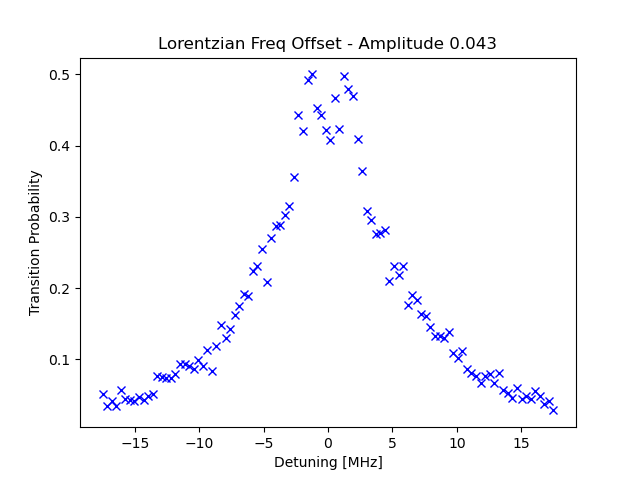 Lorentzian Freq Offset - Amplitude 0.043
Transition Probability
0.5
0.4
0.3
0.2
0.1
−15 −10 −5 0 5 10 15
Detuning [MHz]